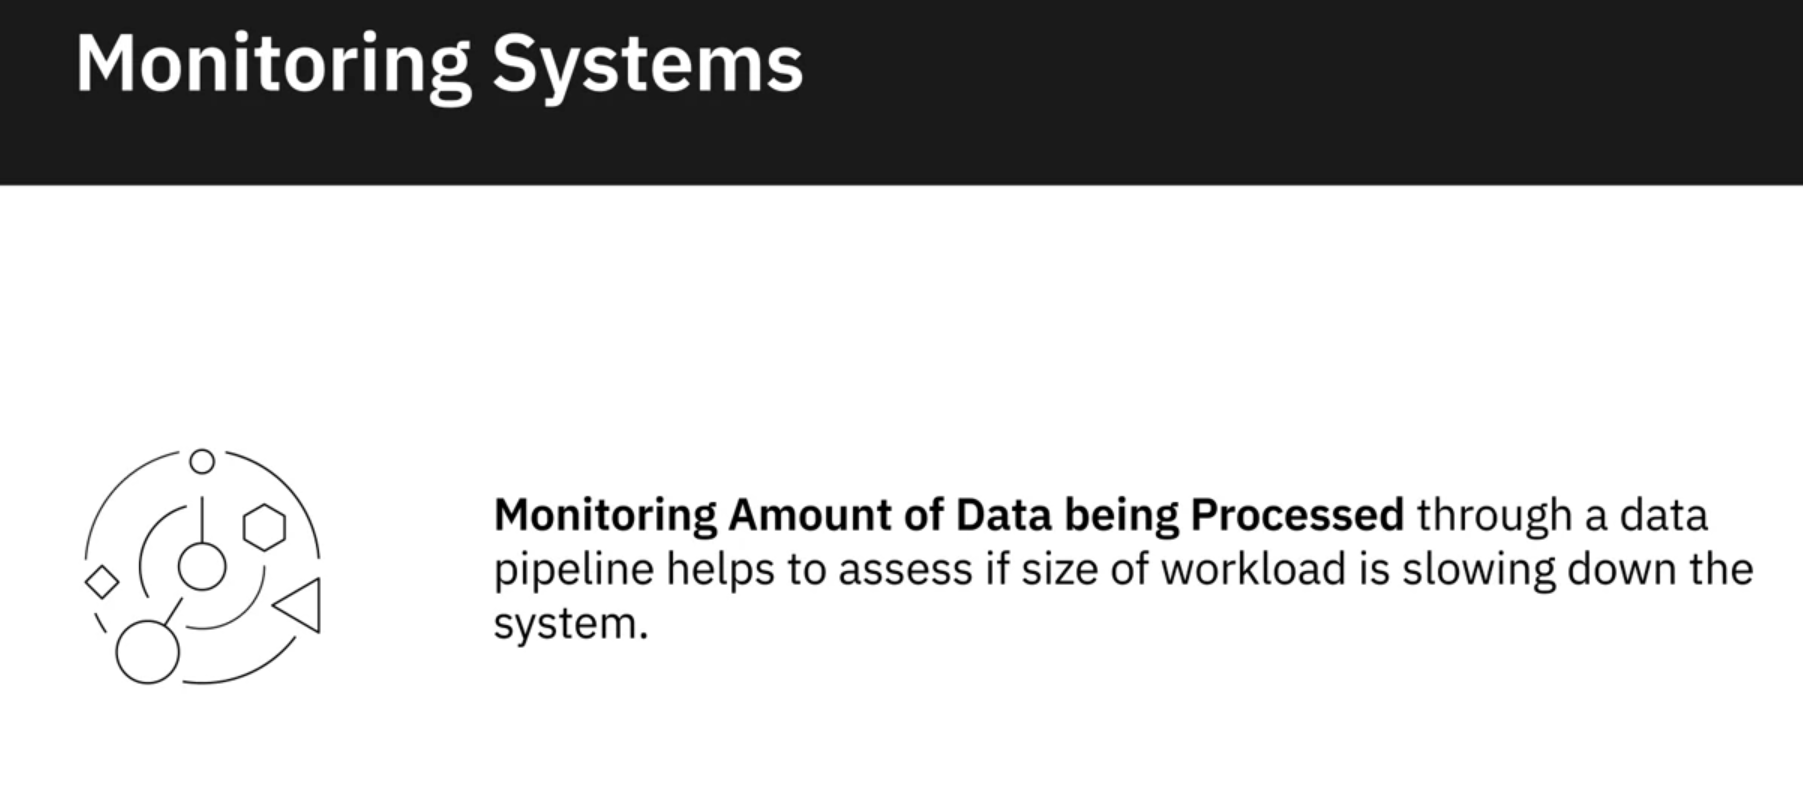 Monitoring Systems
Monitoring Amount of Data being Processed through a data
pipeline helps to assess if size of workload is slowing down the
system.